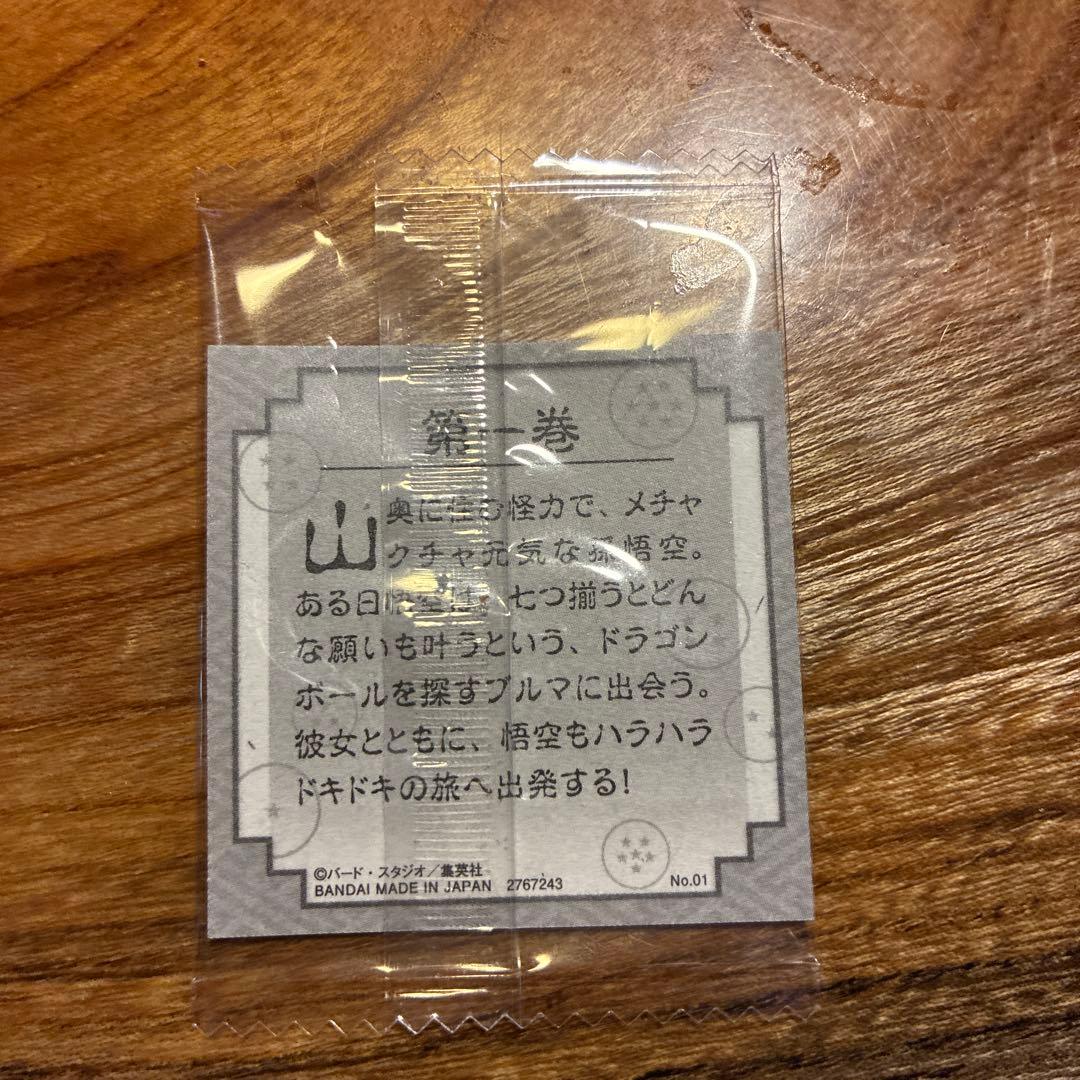 第一巻
山奥に住む怪力で、メチャ
クチャ元気な孫悟空。
ある日悟空は、七つ揃うとどん
な願いも叶うという、ドラゴン
ボールを探すブルマに出会う。
彼女とともに、悟空もハラハラ
ドキドキの旅へ出発する!
©バード・スタジオ/集英社
BANDAI MADE IN JAPAN 2767243
No.01